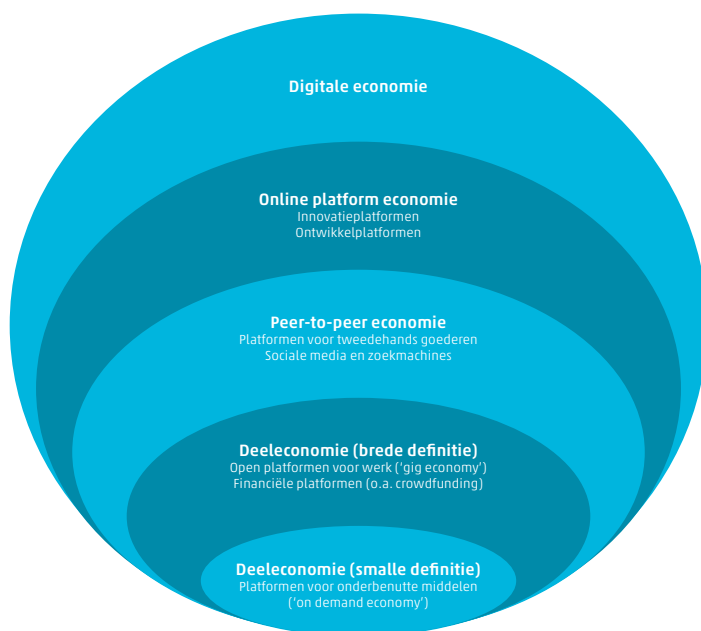 Digitale economie
Online platform economie
Innovatieplatformen
Ontwikkelplatformen
Peer-to-peer economie
Platformen voor tweedehands goederen
Sociale media en zoekmachines
Deeleconomie (brede definitie)
Open platformen voor werk (‘gig economy’)
Financiële platformen (o.a. crowdfunding)
Deeleconomie (smalle definitie)
Platformen voor onderbenutte middelen
(‘on demand economy’)